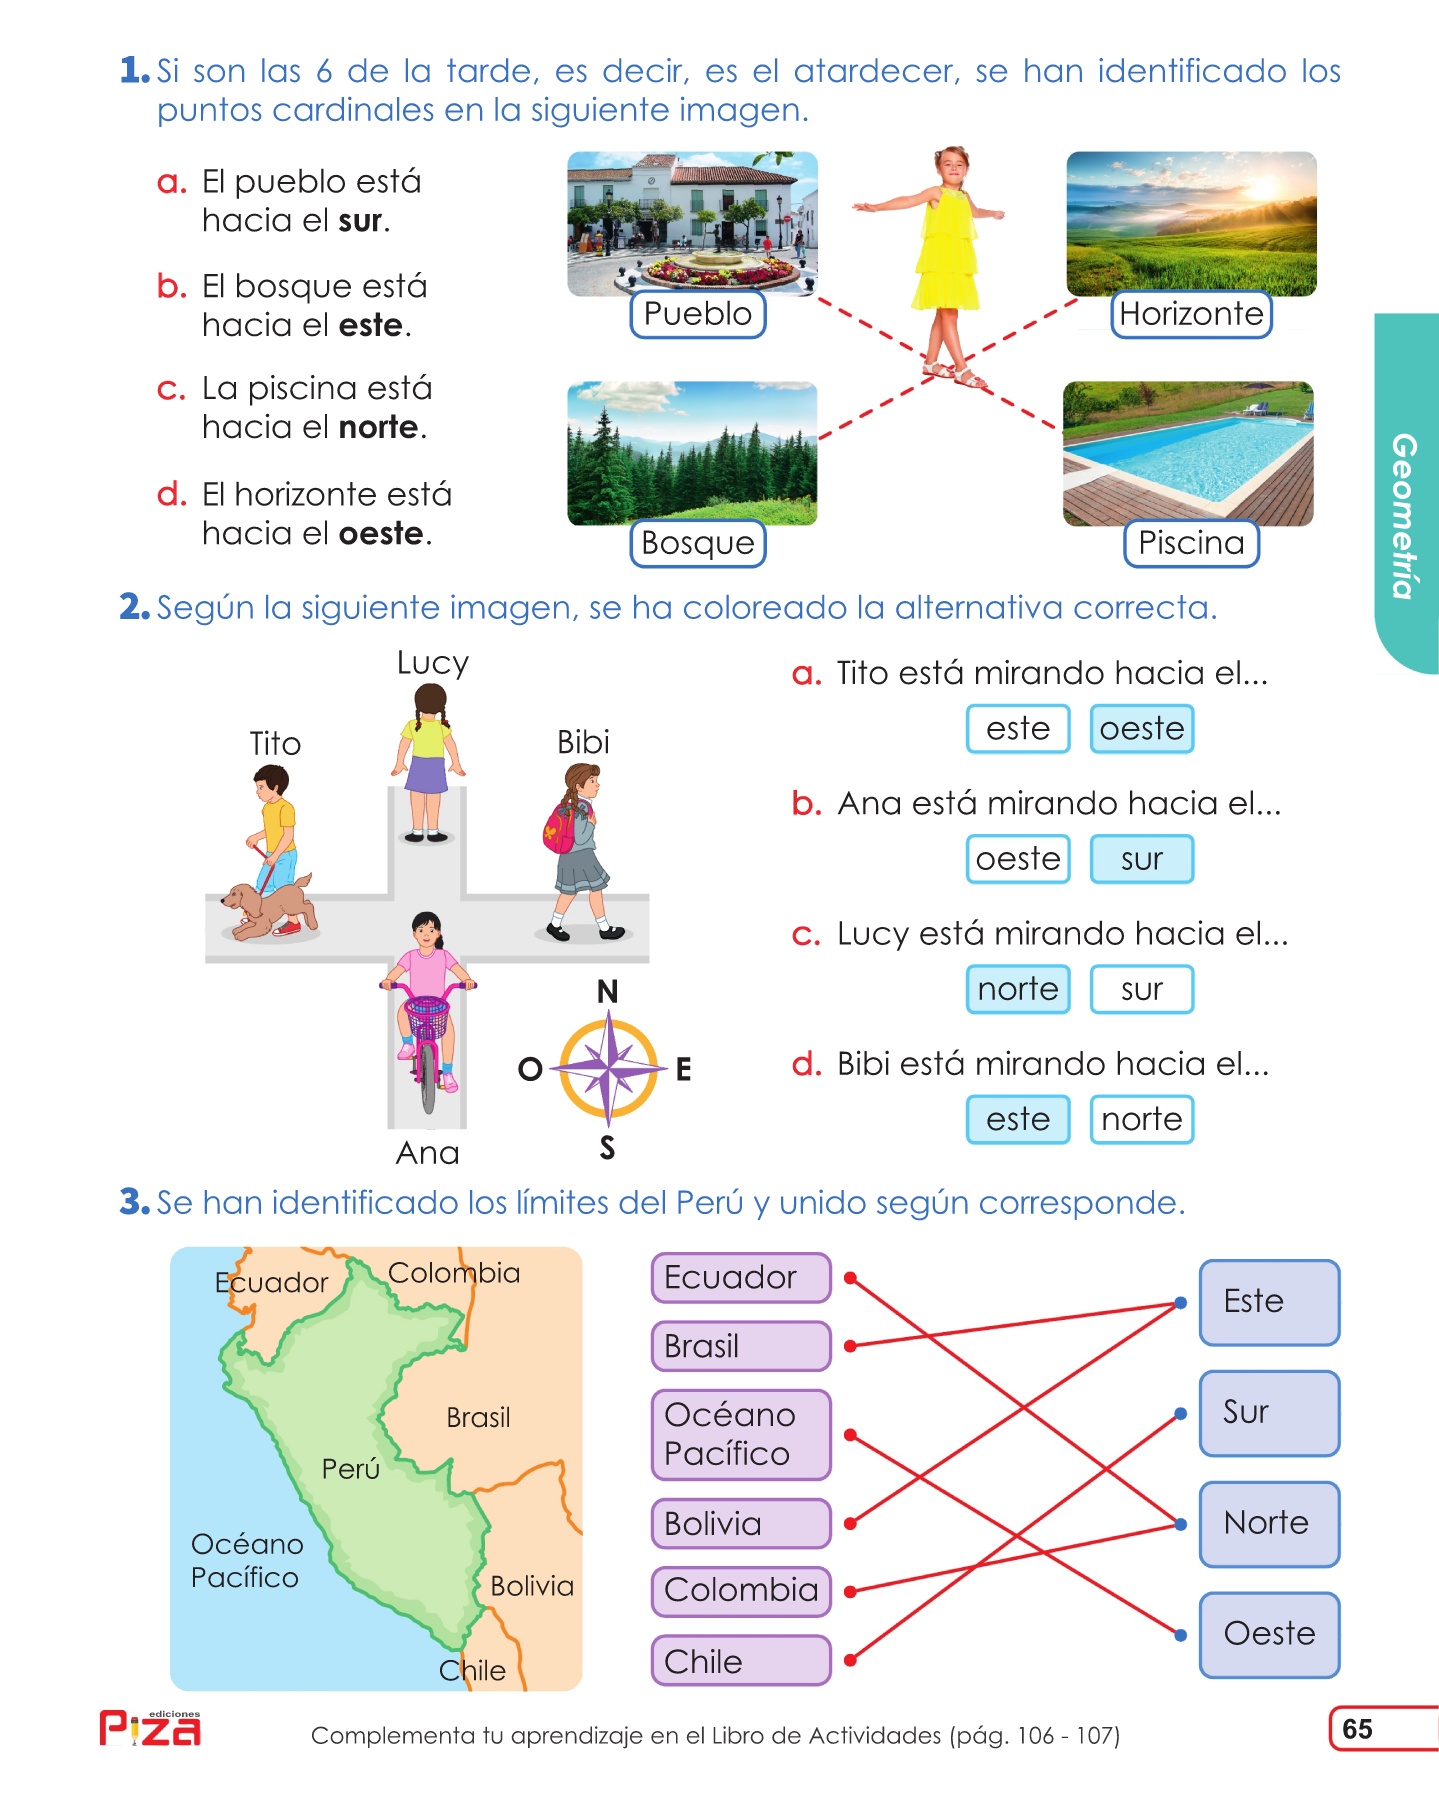 1. Si son las 6 de la tarde, es decir, es el atardecer, se han identificado los
puntos cardinales en la siguiente imagen.
a. El pueblo está
hacia el sur.
b. El bosque está
hacia el este.
c. La piscina está
hacia el norte.
d. El horizonte está
hacia el oeste.
Pueblo
Horizonte
Bosque
Piscina
Geometría
2. Según la siguiente imagen, se ha coloreado la alternativa correcta.
Lucy
Tito
Bibi
Ana
N
O
E
S
a. Tito está mirando hacia el...
este oeste
b. Ana está mirando hacia el...
oeste sur
c. Lucy está mirando hacia el...
norte sur
d. Bibi está mirando hacia el...
este norte
3. Se han identificado los límites del Perú y unido según corresponde.
Ecuador
Colombia
Brasil
Perú
Océano
Pacífico
Bolivia
Chile
Ecuador
Brasil
Océano
Pacífico
Bolivia
Colombia
Chile
Este
Sur
Norte
Oeste
ediciones
Piza
Complementa tu aprendizaje en el Libro de Actividades (pág. 106 - 107)
65